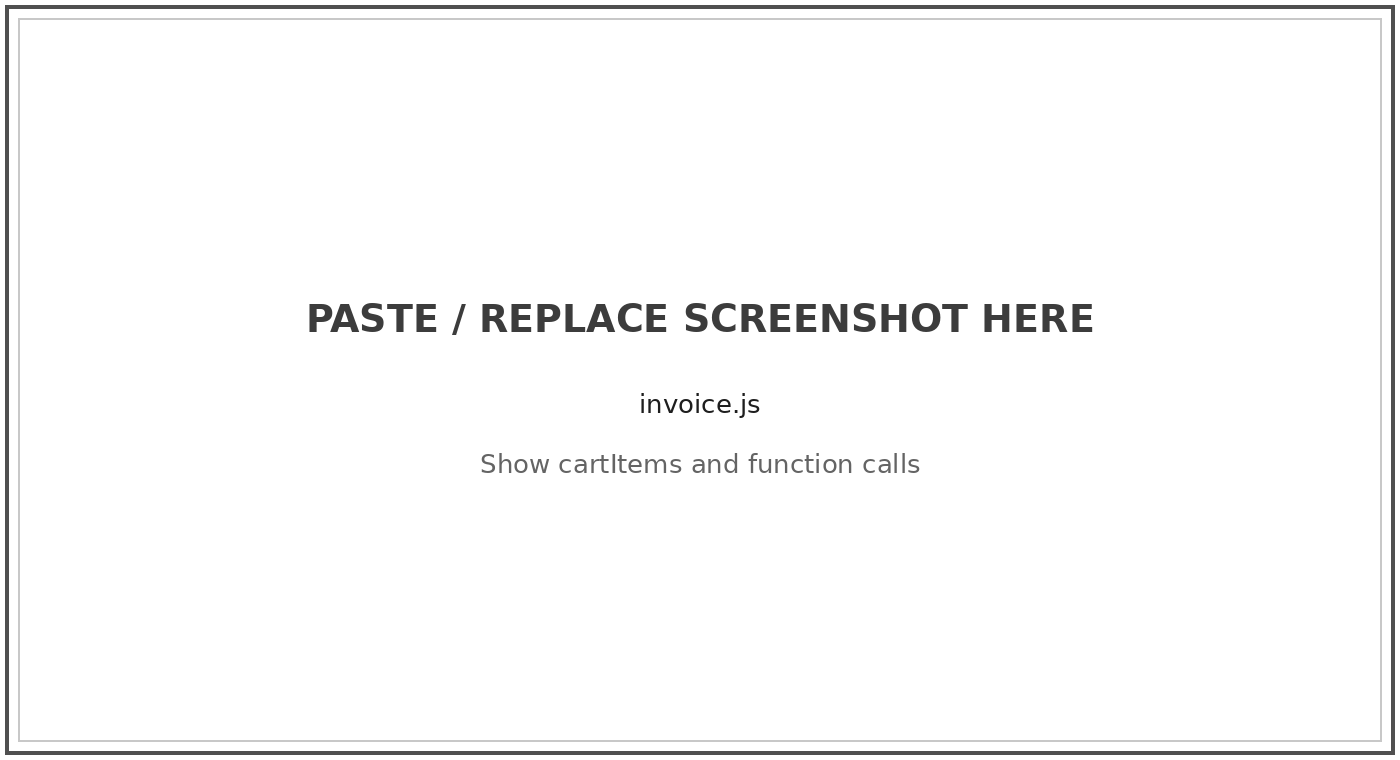 PASTE / REPLACE SCREENSHOT HERE
invoice.js
Show cartItems and function calls